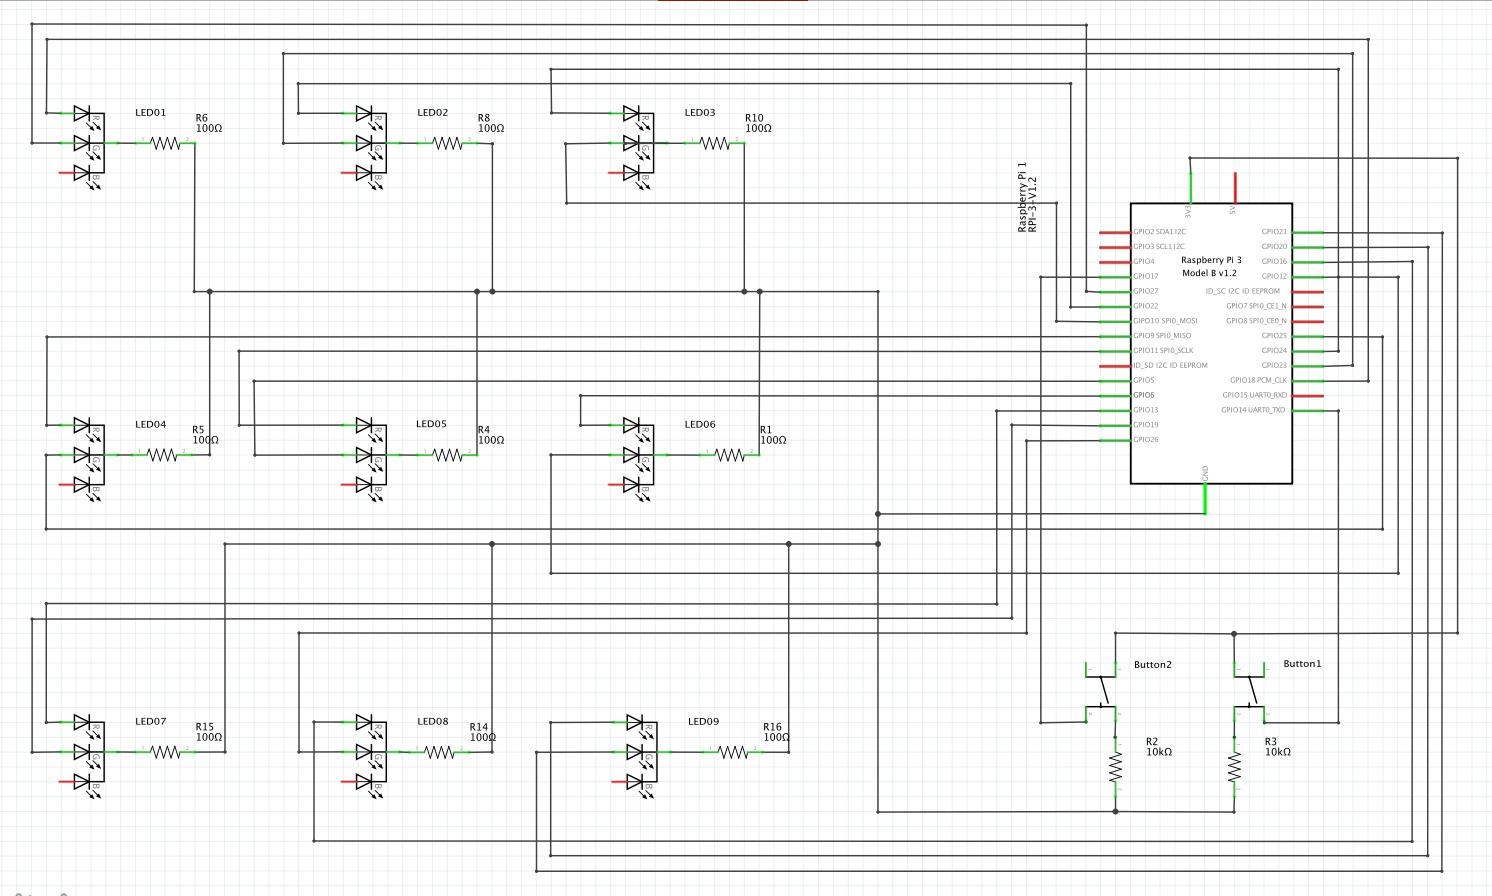 LED01
R6
100Ω
LED02
R8
100Ω
LED03
R10
100Ω
R
G
B
R
G
B
R
G
B
Raspberry Pi 1
RPI-3-V1.2
3V3
5V
GPIO2 SDA1 I2C
GPIO3 SCL1 I2C
GPIO4
GPIO17
GPIO27
GPIO22
GIPO10 SPI0_MOSI
GPIO9 SPI0_MISO
GPIO11 SPI0_SCLK
ID_SD I2C ID EEPROM
GPIO5
GPIO6
GPIO13
GPIO19
GPIO26
Raspberry Pi 3
Model B v1.2
GPIO21
GPIO20
GPIO16
GPIO12
ID_SC I2C ID EEPROM
GPIO7 SPI0_CE1_N
GPIO8 SPI0_CE0_N
GPIO25
GPIO24
GPIO23
GPIO18 PCM_CLK
GPIO15 UART0_RXD
GPIO14 UART0_TXD
GND
LED04
R5
100Ω
LED05
R4
100Ω
LED06
R1
100Ω
R
G
B
R
G
B
R
G
B
LED07
R15
100Ω
LED08
R14
100Ω
LED09
R16
100Ω
R
G
B
R
G
B
R
G
B
Button2
Button1
R2
10kΩ
R3
10kΩ